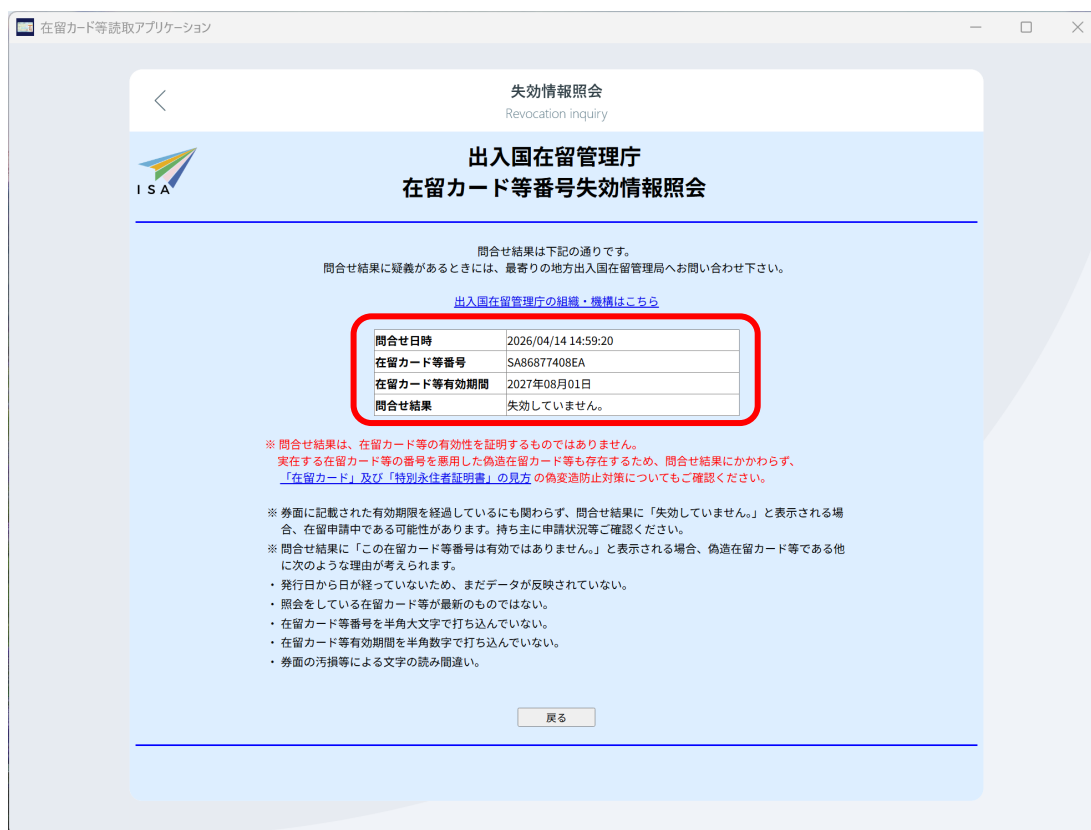 在留カード等読取アプリケーション
失効情報照会
Revocation inquiry
ISA
出入国在留管理庁
在留カード等番号失効情報照会
問合せ結果は下記の通りです。
問合せ結果に疑義があるときには、最寄りの地方出入国在留管理局へお問い合わせ下さい。
出入国在留管理庁の組織・機構はこちら
問合せ日時 2026/04/14 14:59:20
在留カード等番号 SA86877408EA
在留カード等有効期間 2027年08月01日
問合せ結果 失効していません。
※ 問合せ結果は、在留カード等の有効性を証明するものではありません。
実在する在留カード等の番号を悪用した偽造在留カード等も存在するため、問合せ結果にかかわらず、
「在留カード」及び「特別永住者証明書」の見方 の偽変造防止対策についてもご確認ください。
※ 券面に記載された有効期限を経過しているにも関わらず、問合せ結果に「失効していません。」と表示される場
合、在留申請中である可能性があります。持ち主に申請状況等ご確認ください。
※ 問合せ結果に「この在留カード等番号は有効ではありません。」と表示される場合、偽造在留カード等である他
に次のような理由が考えられます。
・ 発行日から日が経っていないため、まだデータが反映されていない。
・ 照会をしている在留カード等が最新のものではない。
・ 在留カード等番号を半角大文字で打ち込んでいない。
・ 在留カード等有効期間を半角数字で打ち込んでいない。
・ 券面の汚損等による文字の読み間違い。
戻る